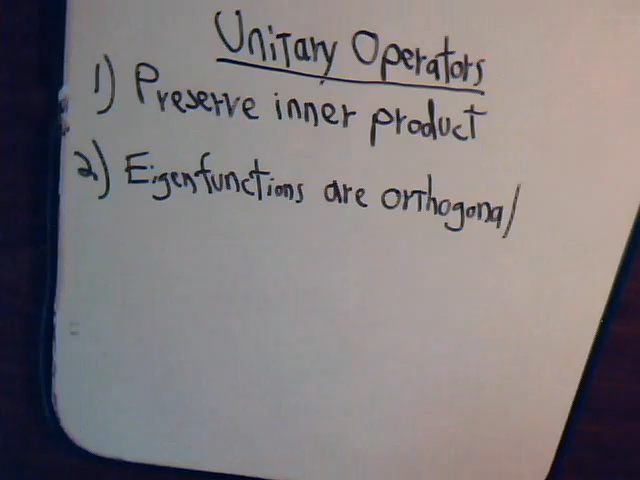 Unitary Operators
1) Preserve inner product
2) Eigenfunctions are orthogonal